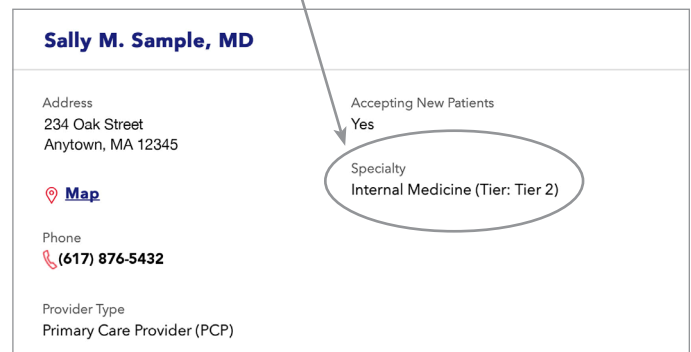 Sally M. Sample, MD
Address
234 Oak Street
Anytown, MA 12345
Map
Phone
(617) 876-5432
Provider Type
Primary Care Provider (PCP)
Accepting New Patients
Yes
Specialty
Internal Medicine (Tier: Tier 2)